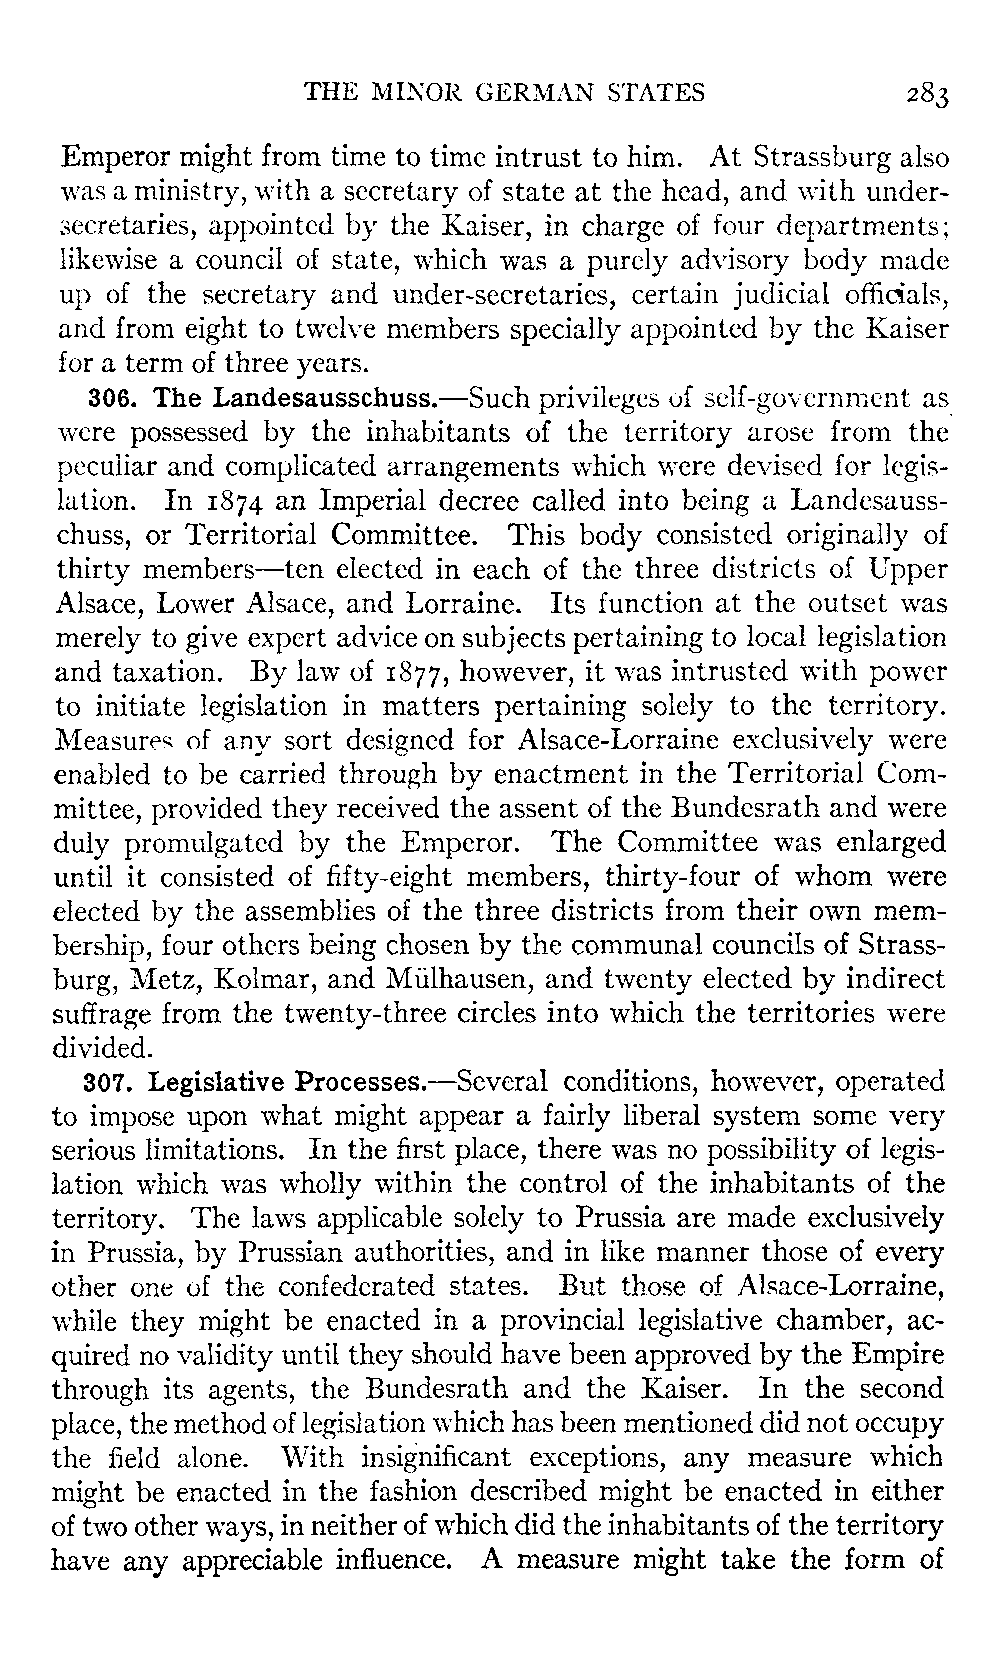 THE MINOR GERMAN STATES 283
Emperor might from time to time intrust to him. At Strassburg also
was a ministry, with a secretary of state at the head, and with under-
secretaries, appointed by the Kaiser, in charge of four departments;
likewise a council of state, which was a purely advisory body made
up of the secretary and under-secretaries, certain judicial officials,
and from eight to twelve members specially appointed by the Kaiser
for a term of three years.
306. The Landesausschuss.—Such privileges of self-government as
were possessed by the inhabitants of the territory arose from the
peculiar and complicated arrangements which were devised for legis-
lation. In 1874 an Imperial decree called into being a Landesauss-
chuss, or Territorial Committee. This body consisted originally of
thirty members—ten elected in each of the three districts of Upper
Alsace, Lower Alsace, and Lorraine. Its function at the outset was
merely to give expert advice on subjects pertaining to local legislation
and taxation. By law of 1877, however, it was intrusted with power
to initiate legislation in matters pertaining solely to the territory.
Measures of any sort designed for Alsace-Lorraine exclusively were
enabled to be carried through by enactment in the Territorial Com-
mittee, provided they received the assent of the Bundesrath and were
duly promulgated by the Emperor. The Committee was enlarged
until it consisted of fifty-eight members, thirty-four of whom were
elected by the assemblies of the three districts from their own mem-
bership, four others being chosen by the communal councils of Strass-
burg, Metz, Kolmar, and Mülhausen, and twenty elected by indirect
suffrage from the twenty-three circles into which the territories were
divided.
307. Legislative Processes.—Several conditions, however, operated
to impose upon what might appear a fairly liberal system some very
serious limitations. In the first place, there was no possibility of legis-
lation which was wholly within the control of the inhabitants of the
territory. The laws applicable solely to Prussia are made exclusively
in Prussia, by Prussian authorities, and in like manner those of every
other one of the confederated states. But those of Alsace-Lorraine,
while they might be enacted in a provincial legislative chamber, ac-
quired no validity until they should have been approved by the Empire
through its agents, the Bundesrath and the Kaiser. In the second
place, the method of legislation which has been mentioned did not occupy
the field alone. With insignificant exceptions, any measure which
might be enacted in the fashion described might be enacted in either
of two other ways, in neither of which did the inhabitants of the territory
have any appreciable influence. A measure might take the form of